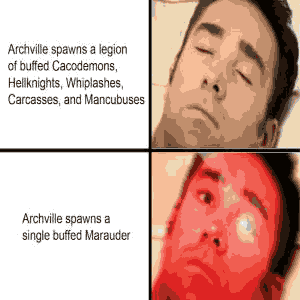 Archville spawns a legion
of buffed Cacodemons,
Hellknights, Whiplashes,
Carcasses, and Mancubuses
Archville spawns a
single buffed Marauder